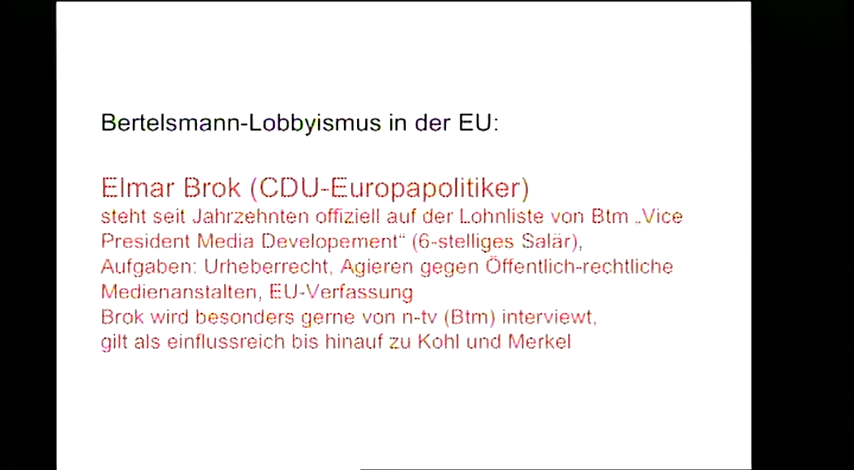 Bertelsmann-Lobbyismus in der EU:
Elmar Brok (CDU-Europapolitiker)
steht seit Jahrzehnten offiziell auf der Lohnliste von Btm „Vice
President Media Developement“ (6-stelliges Salär),
Aufgaben: Urheberrecht, Agieren gegen Öffentlich-rechtliche
Medienanstalten, EU-Verfassung
Brok wird besonders gerne von n-tv (Btm) interviewt,
gilt als einflussreich bis hinauf zu Kohl und Merkel